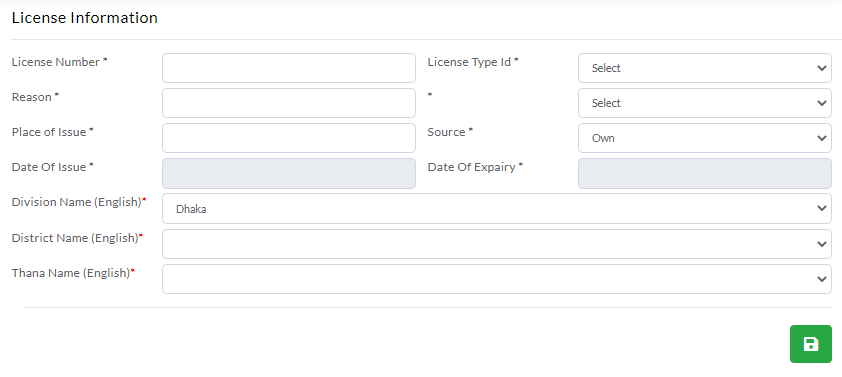 License Information
License Number * License Type Id * Select
Reason * * Select
Place of Issue * Source * Own
Date Of Issue * Date Of Expairy *
Division Name (English)* Dhaka
District Name (English)*
Thana Name (English)*